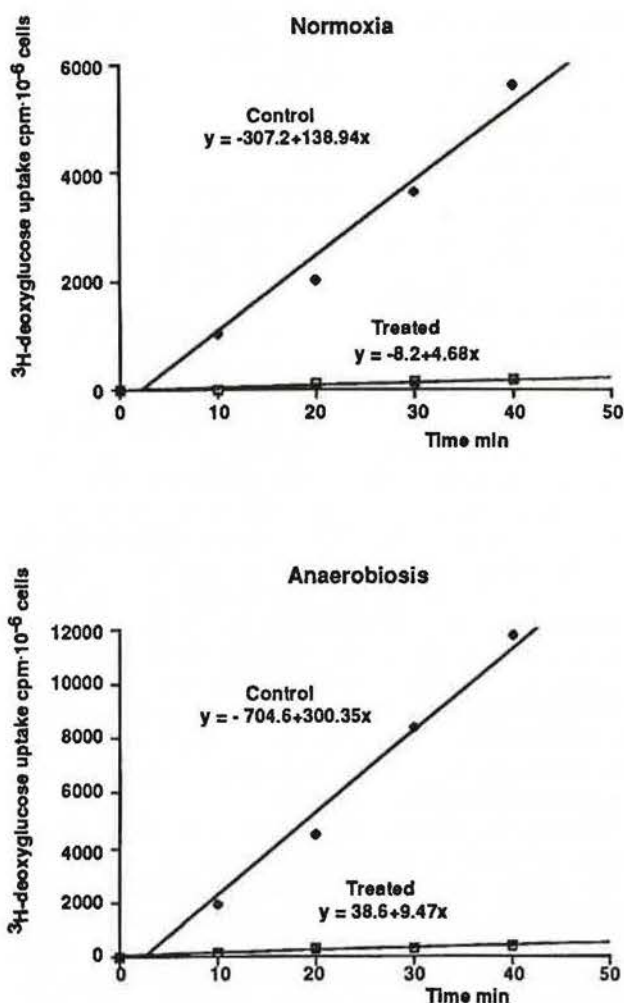 Normoxia
³H-deoxyglucose uptake cpm·10⁻⁶ cells
6000
4000
2000
0
Control
y = -307.2+138.94x
Treated
y = -8.2+4.68x
0 10 20 30 40 50
Time min
Anaerobiosis
³H-deoxyglucose uptake cpm·10⁻⁶ cells
12000
10000
8000
6000
4000
2000
0
Control
y = - 704.6+300.35x
Treated
y = 38.6+9.47x
0 10 20 30 40 50
Time min